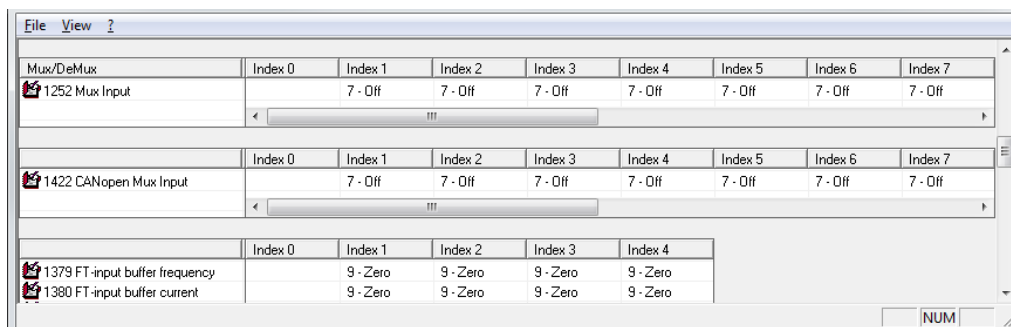 File View ?
Mux/DeMux Index 0 Index 1 Index 2 Index 3 Index 4 Index 5 Index 6 Index 7
1252 Mux Input 7 - Off 7 - Off 7 - Off 7 - Off 7 - Off 7 - Off 7 - Off
Index 0 Index 1 Index 2 Index 3 Index 4 Index 5 Index 6 Index 7
1422 CANopen Mux Input 7 - Off 7 - Off 7 - Off 7 - Off 7 - Off 7 - Off 7 - Off
Index 0 Index 1 Index 2 Index 3 Index 4
1379 FT-input buffer frequency 9 - Zero 9 - Zero 9 - Zero 9 - Zero
1380 FT-input buffer current 9 - Zero 9 - Zero 9 - Zero 9 - Zero
NUM